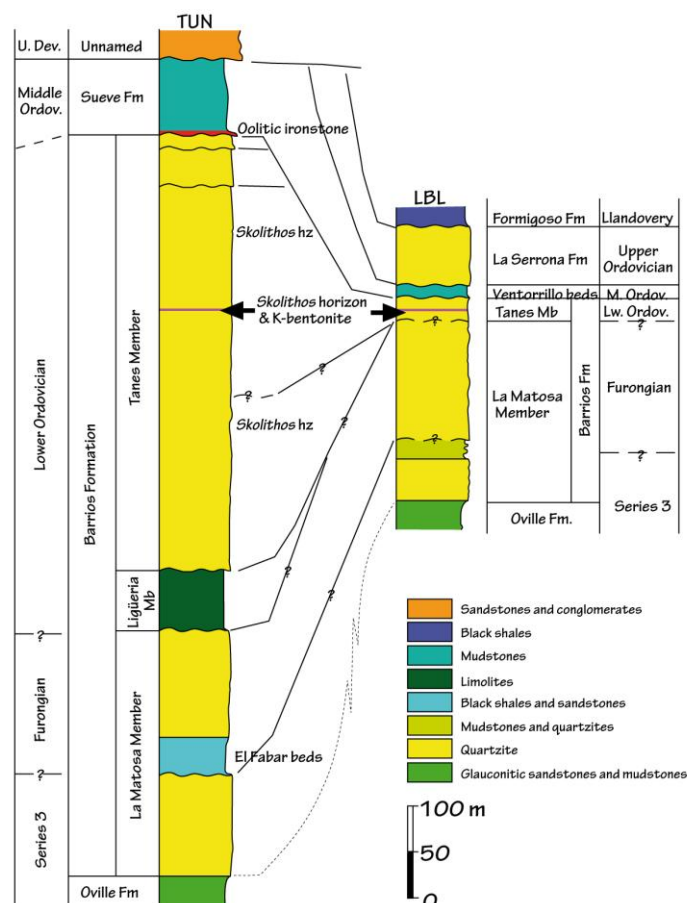 TUN
U. Dev.
Unnamed
Middle
Ordov.
Sueve Fm
Oolitic ironstone
Skolithos hz
Skolithos horizon
& K-bentonite
?
?
Skolithos hz
?
?
?
Lower Ordovician
Barrios Formation
Tanes Member
Ligüeria
Mb
?
Furongian
La Matosa Member
El Fabar beds
?
Series 3
Oville Fm
LBL
Formigoso Fm
Llandovery
La Serrona Fm
Upper
Ordovician
Ventorrillo beds
M. Ordov.
Tanes Mb
Lw. Ordov.
?
?
La Matosa
Member
Barrios Fm
Furongian
?
?
Series 3
Oville Fm.
Sandstones and conglomerates
Black shales
Mudstones
Limolites
Black shales and sandstones
Mudstones and quartzites
Quartzite
Glauconitic sandstones and mudstones
100 m
50
0